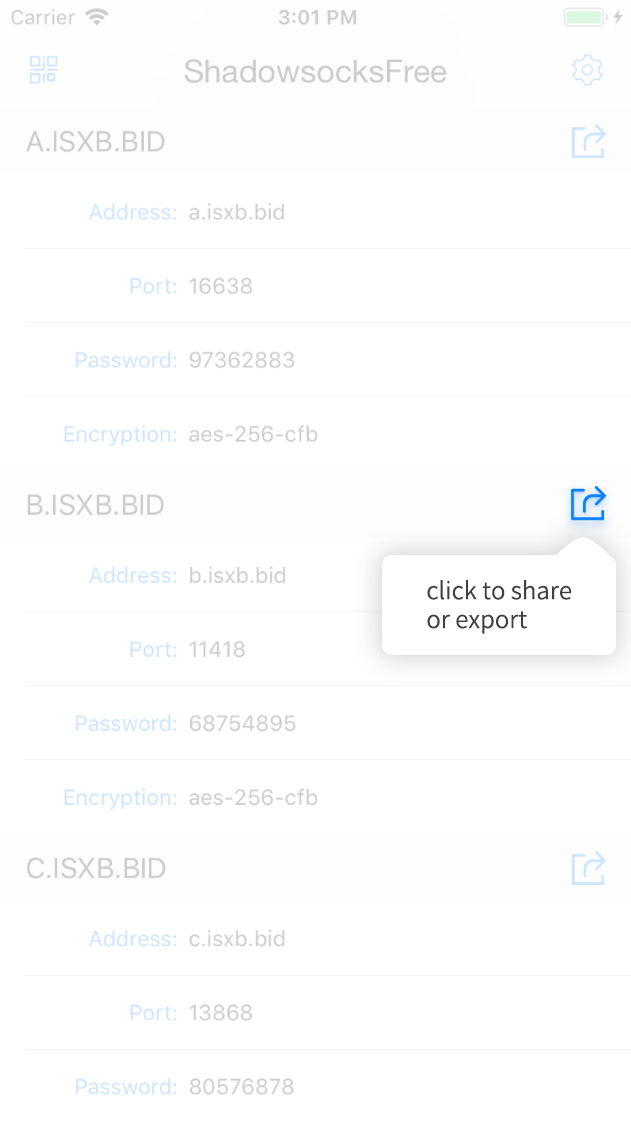 Carrier 3:01 PM
ShadowsocksFree
A.ISXB.BID
Address: a.isxb.bid
Port: 16638
Password: 97362883
Encryption: aes-256-cfb
B.ISXB.BID
Address: b.isxb.bid
click to share
or export
Port: 11418
Password: 68754895
Encryption: aes-256-cfb
C.ISXB.BID
Address: c.isxb.bid
Port: 13868
Password: 80576878